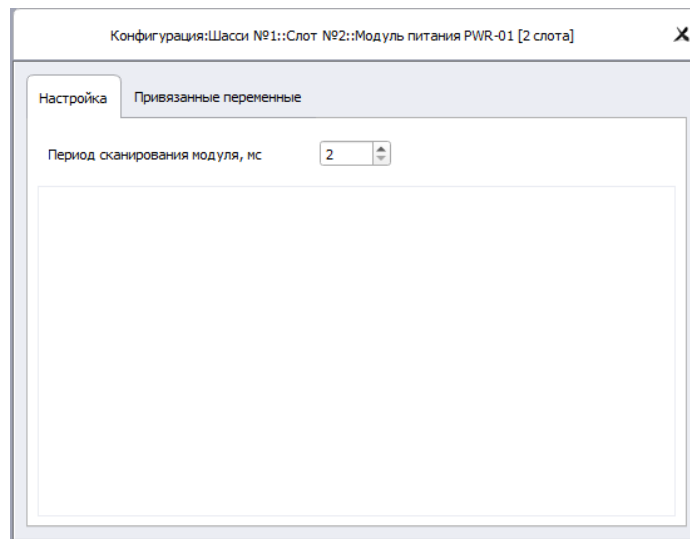 Конфигурация:Шасси №1::Слот №2::Модуль питания PWR-01 [2 слота]
Настройка
Привязанные переменные
Период сканирования модуля, мс
2